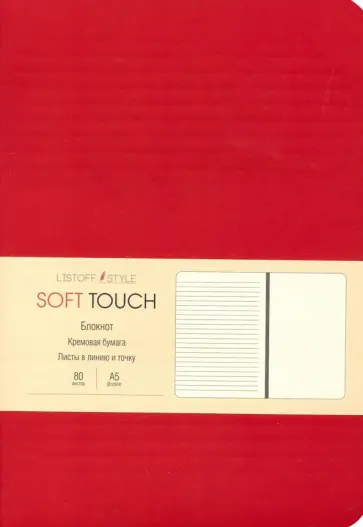 LISTOFF STYLE
SOFT TOUCH
Блокнот
Кремовая бумага
Листы в линию и точку
80 A5
листов формат